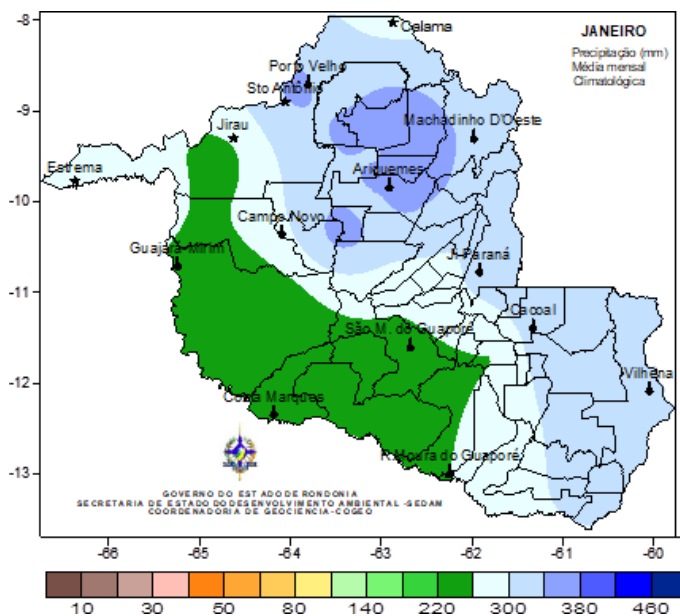 -8
-9
-10
-11
-12
-13
JANEIRO
Precipitação (mm)
Média mensal
Climatológica
Calama
Porto Velho
Sto Antônio
Machadinho D'Oeste
Jirau
Estrema
Ariquemes
Campo Novo
Guajará-Mirim
Ji-Paraná
Cacoal
São M. do Guaporé
Vilhena
Costa Marques
R Moura do Guaporé
GOVERNO DO ESTADO DE RONDONIA
SECRETARIA DE ESTADO DO DESENVOLVIMENTO AMBIENTAL -SEDAM
COORDENADORIA DE GEOCIENCIA-COGEO
-66 -65 -64 -63 -62 -61 -60
10 30 50 80 140 220 300 380 460